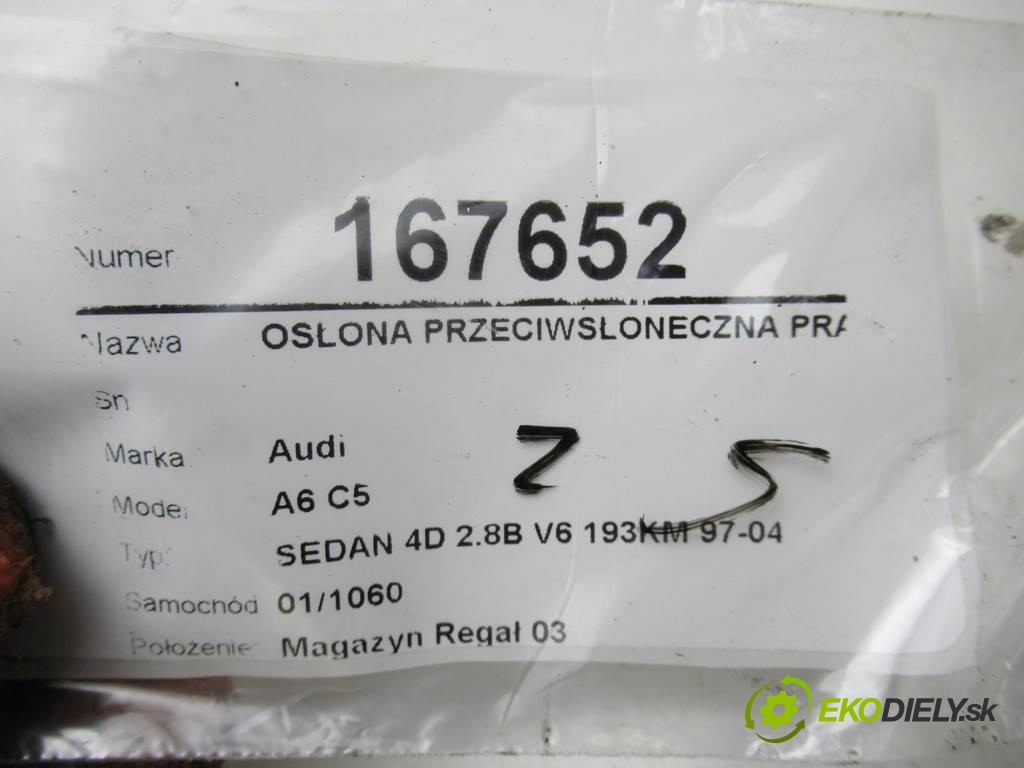 Numer 167652
Nazwa OSŁONA PRZECIWSŁONECZNA PRA
Sn
Marka Audi
Model A6 C5
Typ: SEDAN 4D 2.8B V6 193KM 97-04
Samochód 01/1060
Położenie Magazyn Regał 03
Z S
EKODIELY.sk